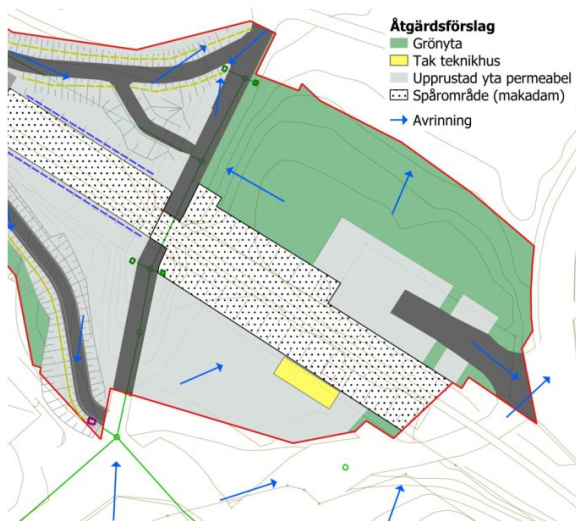 Åtgärdsförslag
Grönyta
Tak teknikhus
Upprustad yta permeabel
Spårområde (makadam)
Avrinning